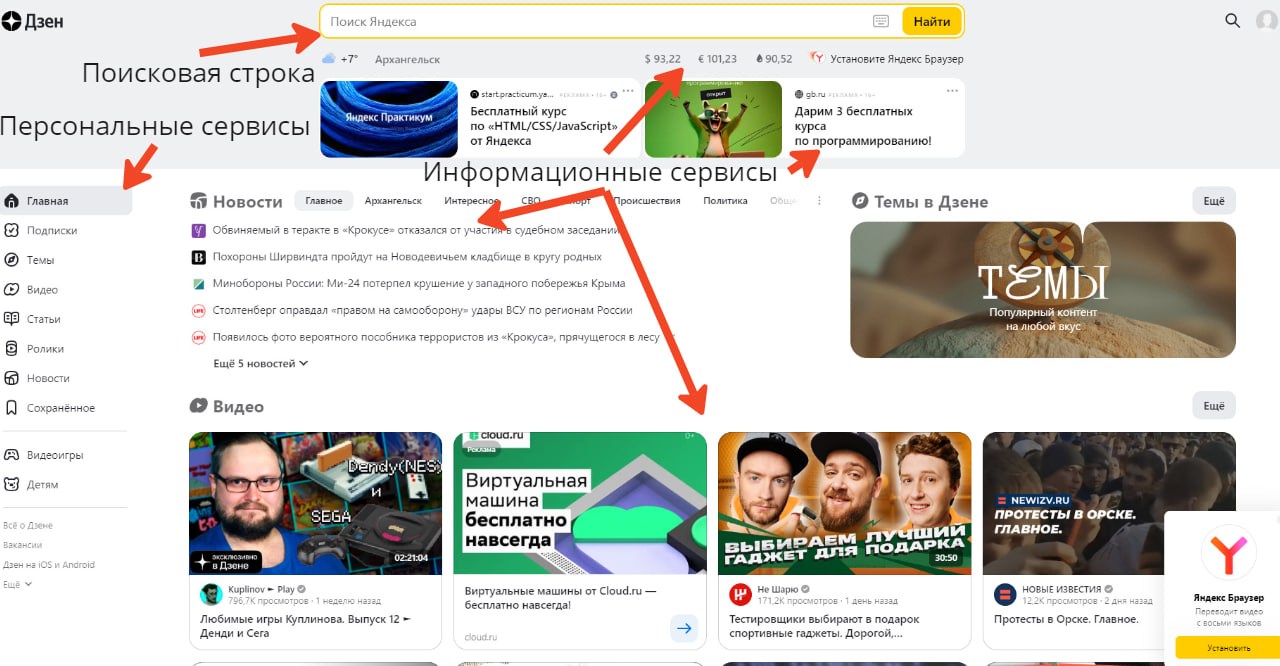 Дзен
Поиск Яндекса
Найти
Поисковая строка
+7°
Архангельск
$ 93,22
€ 101,23
90,52
Установите Яндекс Браузер
Персональные сервисы
Яндекс Практикум
start.practicum.ya... РЕКЛАМА • 16+
Бесплатный курс
по «HTML/CSS/JavaScript»
от Яндекса
открыт
gb.ru РЕКЛАМА • 16+
Дарим 3 бесплатных
курса
по программированию!
Информационные сервисы
Главная
Подписки
Темы
Видео
Статьи
Ролики
Новости
Сохранённое
Видеоигры
Детям
Всё о Дзене
Вакансии
Дзен на iOS и Android
Ещё
Новости
Главное
Архангельск
Интересное
СВО
Происшествия
Политика
Обвиняемый в теракте в «Крокусе» отказался от участия в судебном заседании
Похороны Ширвиндта пройдут на Новодевичьем кладбище в кругу родных
Минобороны России: Ми-24 потерпел крушение у западного побережья Крыма
LIFE Столтенберг оправдал «правом на самооборону» удары ВСУ по регионам России
LIFE Появилось фото вероятного пособника террористов из «Крокуса», прячущегося в лесу
Ещё 5 новостей
Темы в Дзене
Ещё
ТЕМЫ
Популярный контент
на любой вкус
Видео
Ещё
Dendy(NES)
и
SEGA
эксклюзивно
в Дзене
02:21:04
Kuplinov ► Play
796,7K просмотров · 1 неделю назад
Любимые игры Куплинова. Выпуск 12 ►
Денди и Сега
cloud.ru
0+
Реклама
Виртуальная
машина
бесплатно
навсегда
Виртуальные машины от Cloud.ru —
бесплатно навсегда!
cloud.ru
ВЫБИРАЕМ ЛУЧШИЙ
ГАДЖЕТ ДЛЯ ПОДАРКА
30:50
Не Шарю
171,2K просмотров · 1 день назад
Тестировщики выбирают в подарок
спортивные гаджеты. Дорогой,...
NEWIZV.RU
ПРОТЕСТЫ В ОРСКЕ.
ГЛАВНОЕ.
НОВЫЕ ИЗВЕСТИЯ
12,2K просмотров · 2 дня назад
Протесты в Орске. Главное.
Яндекс Браузер
Переводит видео
с восьми языков
Установить